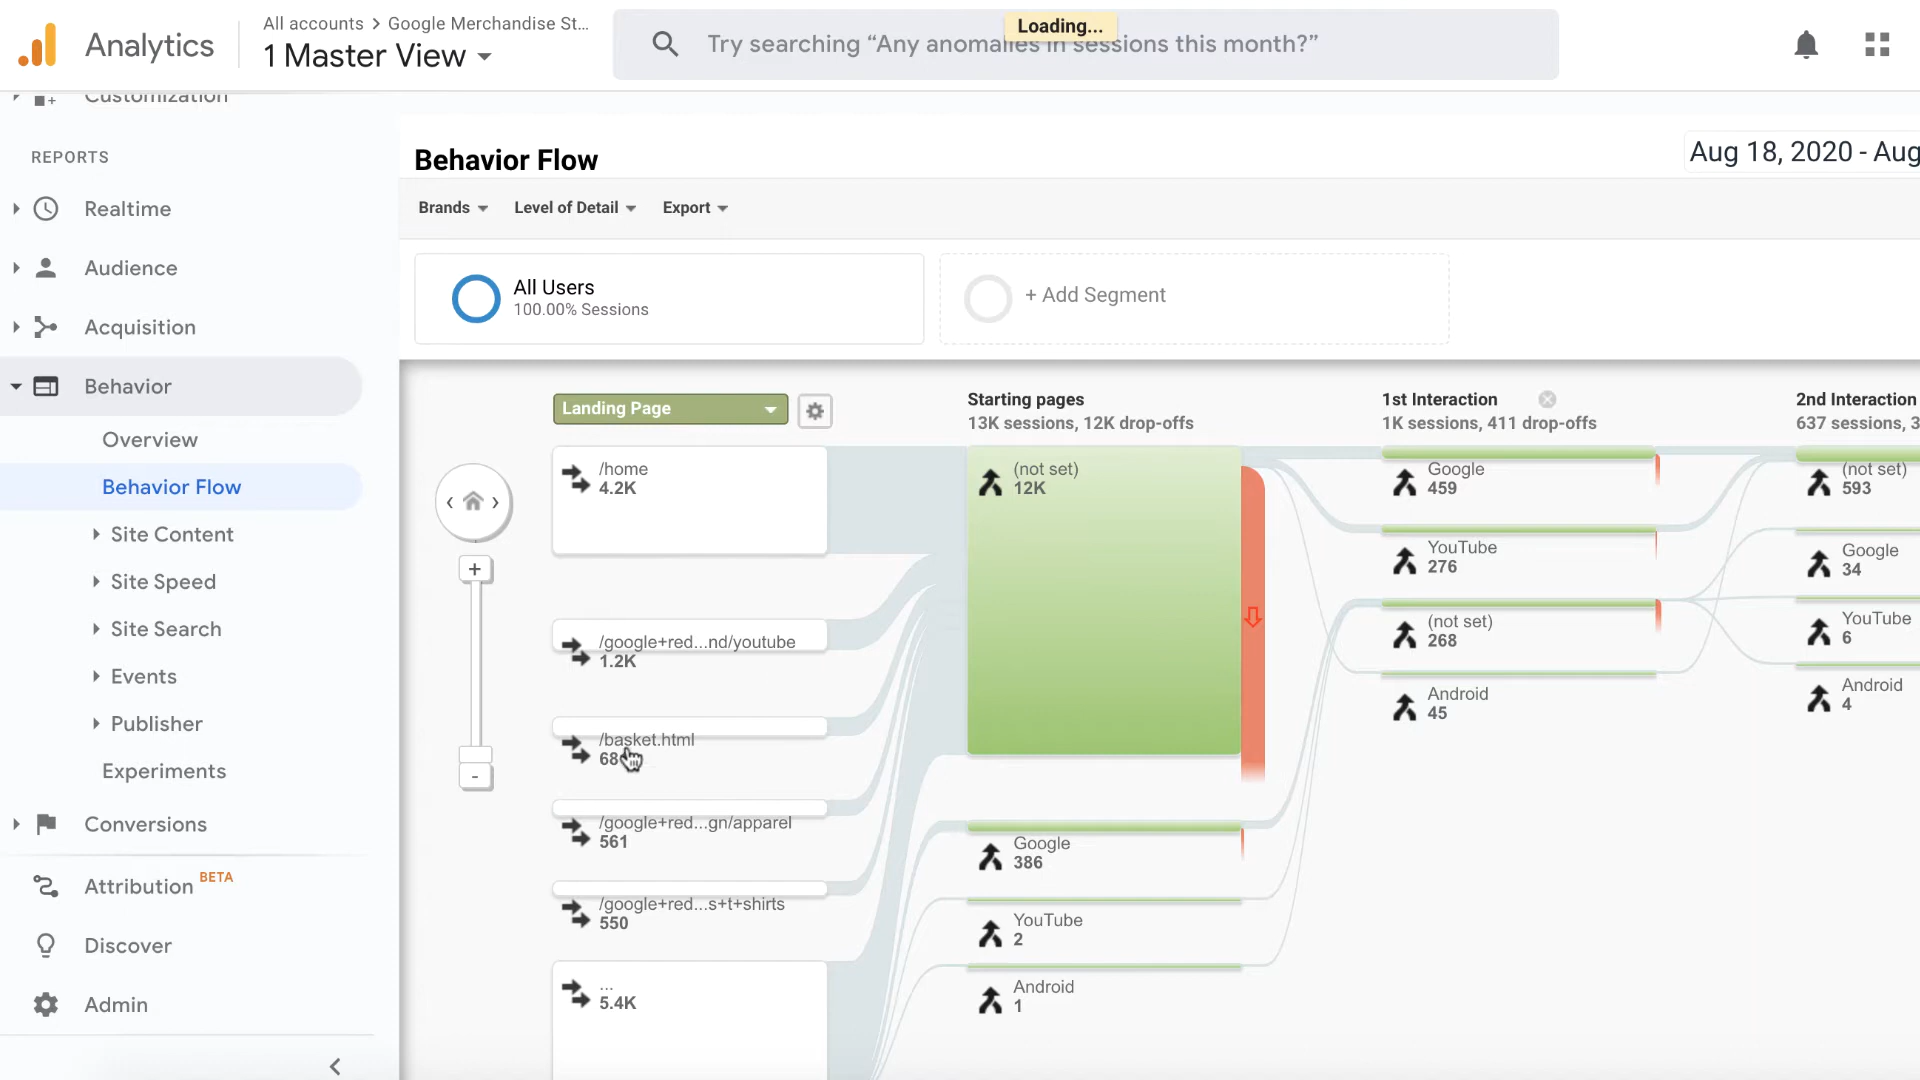 Analytics
All accounts > Google Merchandise St...
1 Master View
Try searching “Any anomalies in sessions this month?”
Loading...
Customization
REPORTS
Realtime
Audience
Acquisition
Behavior
Overview
Behavior Flow
Site Content
Site Speed
Site Search
Events
Publisher
Experiments
Conversions
Attribution BETA
Discover
Admin
Behavior Flow
Aug 18, 2020 - Aug
Brands
Level of Detail
Export
All Users
100.00% Sessions
+ Add Segment
Landing Page
/home
4.2K
/google+red...nd/youtube
1.2K
/basket.html
/google+red...gn/apparel
561
/google+red...s+t+shirts
550
...
5.4K
+
-
Starting pages
13K sessions, 12K drop-offs
(not set)
12K
Google
386
YouTube
2
Android
1
1st Interaction
1K sessions, 411 drop-offs
Google
459
YouTube
276
(not set)
268
Android
45
2nd Interaction
637 sessions, 3
(not set)
593
Google
34
YouTube
6
Android
4